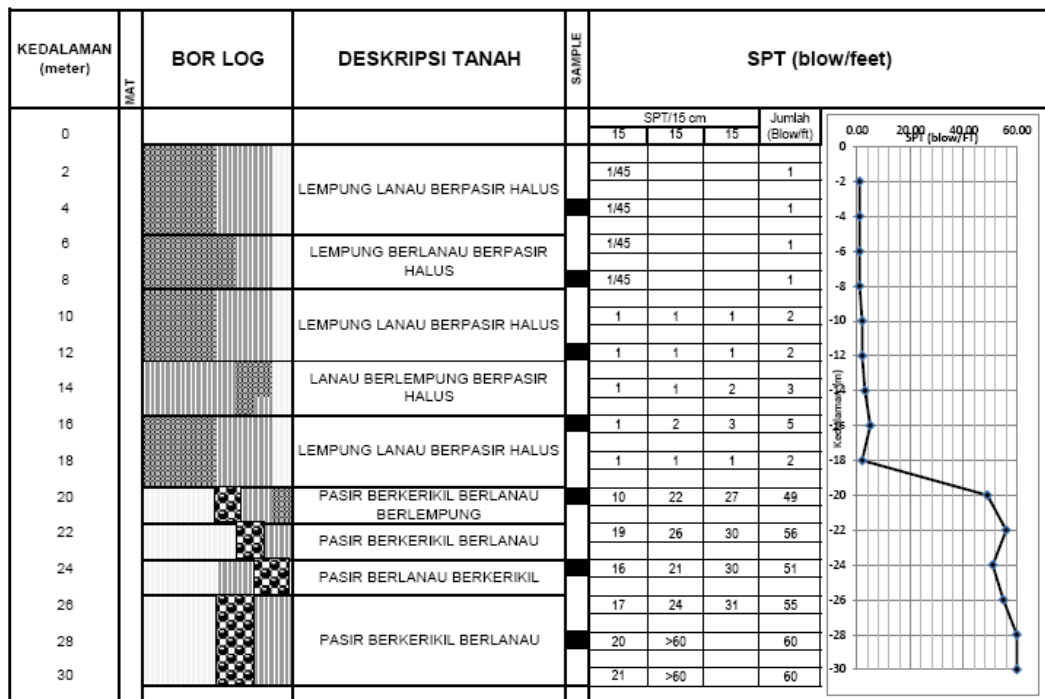 KEDALAMAN
(meter)
MAT
BOR LOG
DESKRIPSI TANAH
SAMPLE
SPT (blow/feet)
SPT/15 cm
Jumlah
(Blow/ft)
15 15 15
0
2 LEMPUNG LANAU BERPASIR HALUS 1/45 1
4 1/45 1
6 LEMPUNG BERLANAU BERPASIR
HALUS 1/45 1
8 1/45 1
10 LEMPUNG LANAU BERPASIR HALUS 1 1 1 2
12 1 1 1 2
14 LANAU BERLEMPUNG BERPASIR
HALUS 1 1 2 3
16 1 2 3 5
18 LEMPUNG LANAU BERPASIR HALUS 1 1 1 2
20 PASIR BERKERIKIL BERLANAU
BERLEMPUNG 10 22 27 49
22 PASIR BERKERIKIL BERLANAU 19 26 30 56
24 PASIR BERLANAU BERKERIKIL 16 21 30 51
26 17 24 31 55
28 PASIR BERKERIKIL BERLANAU 20 >60 60
30 21 >60 60
0.00 20.00 40.00 60.00
SPT (blow/FT)
Kedalaman (m)
0
-2
-4
-6
-8
-10
-12
-14
-16
-18
-20
-22
-24
-26
-28
-30